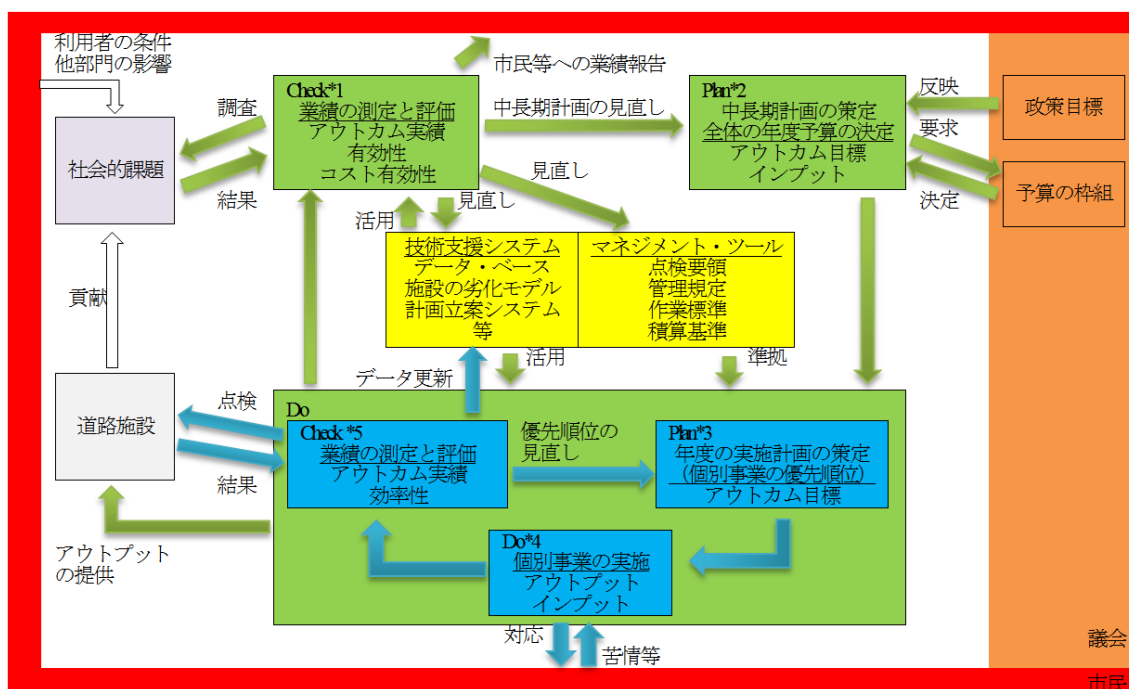 利用者の条件
他部門の影響
市民等への業績報告
Check*1
業績の測定と評価
アウトカム実績
有効性
コスト有効性
調査
結果
社会的課題
中長期計画の見直し
Plan*2
中長期計画の策定
全体の年度予算の決定
アウトカム目標
インプット
反映
要求
決定
政策目標
予算の枠組
見直し
見直し
活用
技術支援システム
データ・ベース
施設の劣化モデル
計画立案システム
等
マネジメント・ツール
点検要領
管理規定
作業標準
積算基準
貢献
活用
準拠
データ更新
道路施設
点検
結果
Do
Check *5
業績の測定と評価
アウトカム実績
効率性
優先順位の
見直し
Plan*3
年度の実施計画の策定
(個別事業の優先順位)
アウトカム目標
Do*4
個別事業の実施
アウトプット
インプット
アウトプット
の提供
対応
苦情等
議会
市民